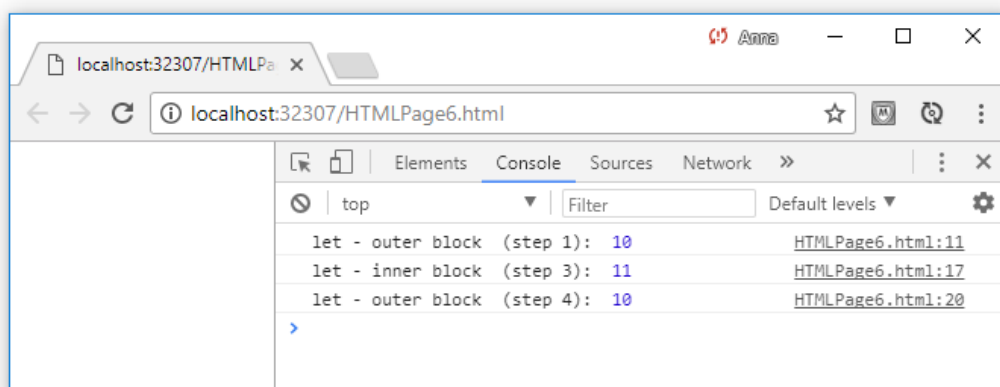 Anna
localhost:32307/HTMLPa
localhost:32307/HTMLPage6.html
Elements Console Sources Network »
top Filter Default levels
let - outer block (step 1): 10 HTMLPage6.html:11
let - inner block (step 3): 11 HTMLPage6.html:17
let - outer block (step 4): 10 HTMLPage6.html:20